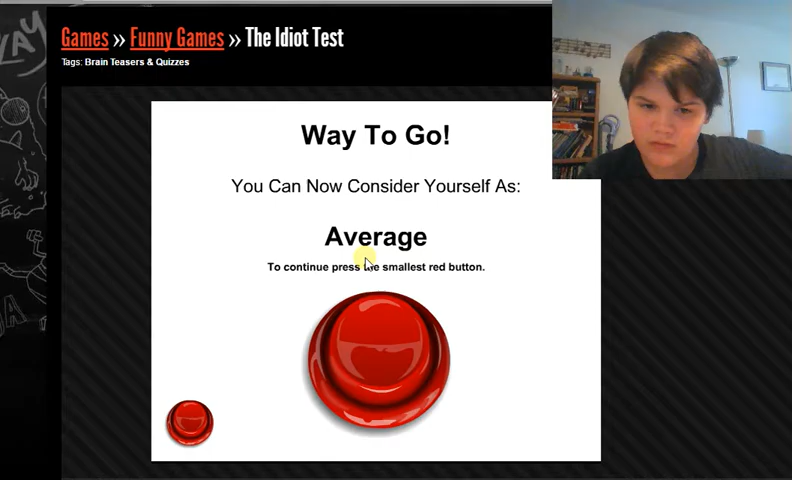 Games » Funny Games » The Idiot Test
Tags: Brain Teasers & Quizzes
Way To Go!
You Can Now Consider Yourself As:
Average
To continue press the smallest red button.